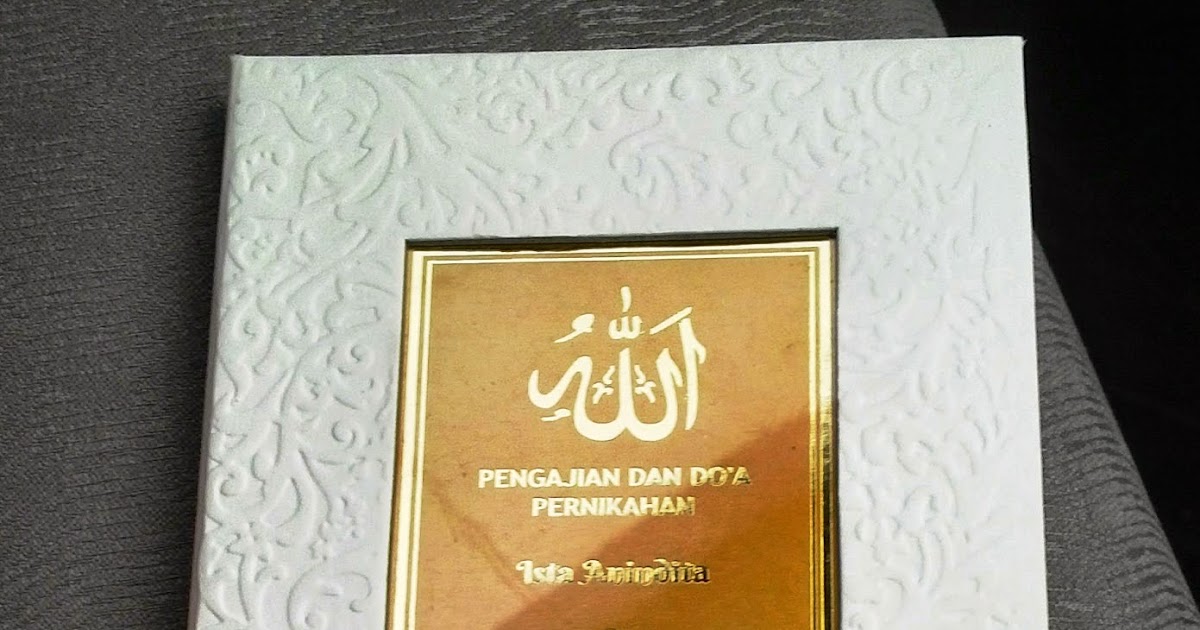 الله
PENGAJIAN DAN DO'A
PERNIKAHAN
Ista Anindita